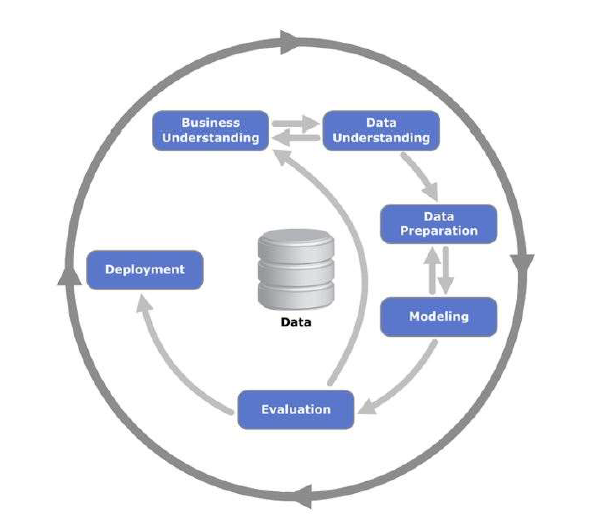 Business
Understanding
Data
Understanding
Data
Preparation
Deployment
Data
Modeling
Evaluation